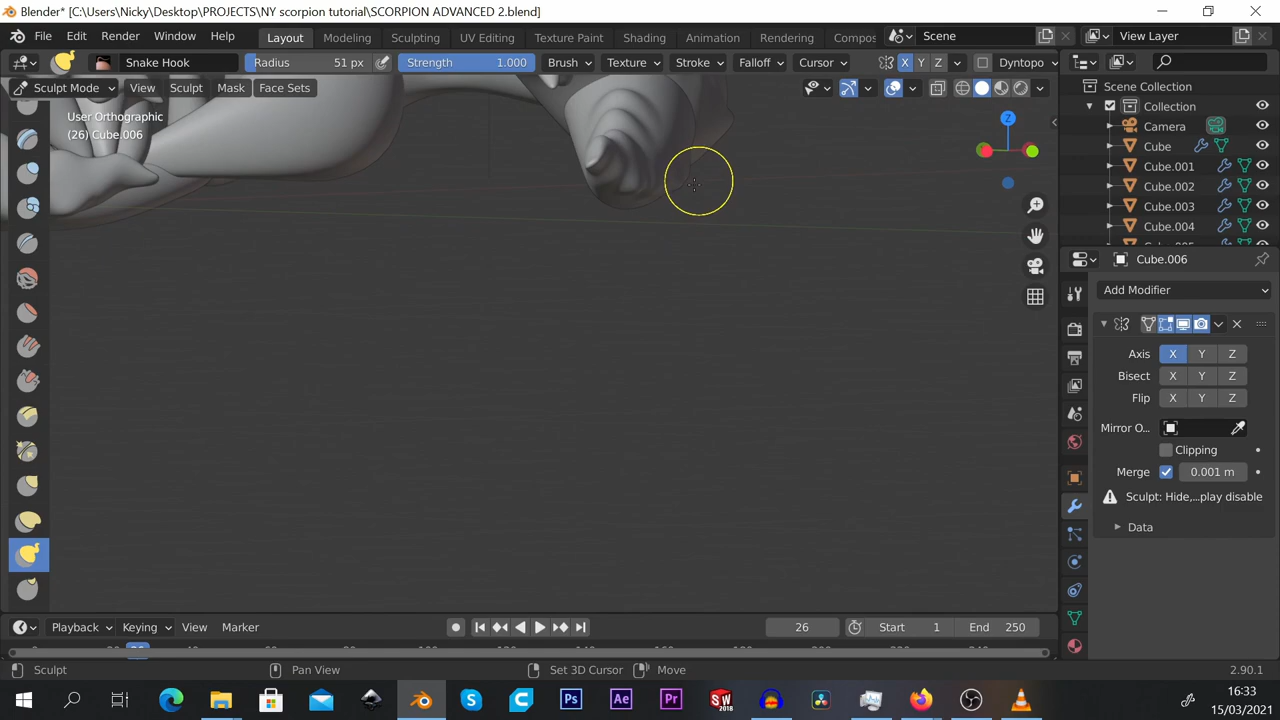 Blender* [C:\Users\Nicky\Desktop\PROJECTS\NY scorpion tutorial\SCORPION ADVANCED 2.blend]
File Edit Render Window Help Layout Modeling Sculpting UV Editing Texture Paint Shading Animation Rendering Compos Scene View Layer
Snake Hook Radius 51 px Strength 1.000 Brush Texture Stroke Falloff Cursor X Y Z Dyntopo
Sculpt Mode View Sculpt Mask Face Sets
Scene Collection
Collection
User Orthographic
(26) Cube.006
Camera
Cube
Cube.001
Cube.002
Cube.003
Cube.004
Z
Cube.006
Add Modifier
Axis X Y Z
Bisect X Y Z
Flip X Y Z
Mirror O...
Clipping
Merge 0.001 m
Sculpt: Hide,...play disable
Data
Playback Keying View Marker 26 Start 1 End 250
Sculpt Pan View Set 3D Cursor Move 2.90.1
Ps Ae Pr SW 2018
16:33
15/03/2021